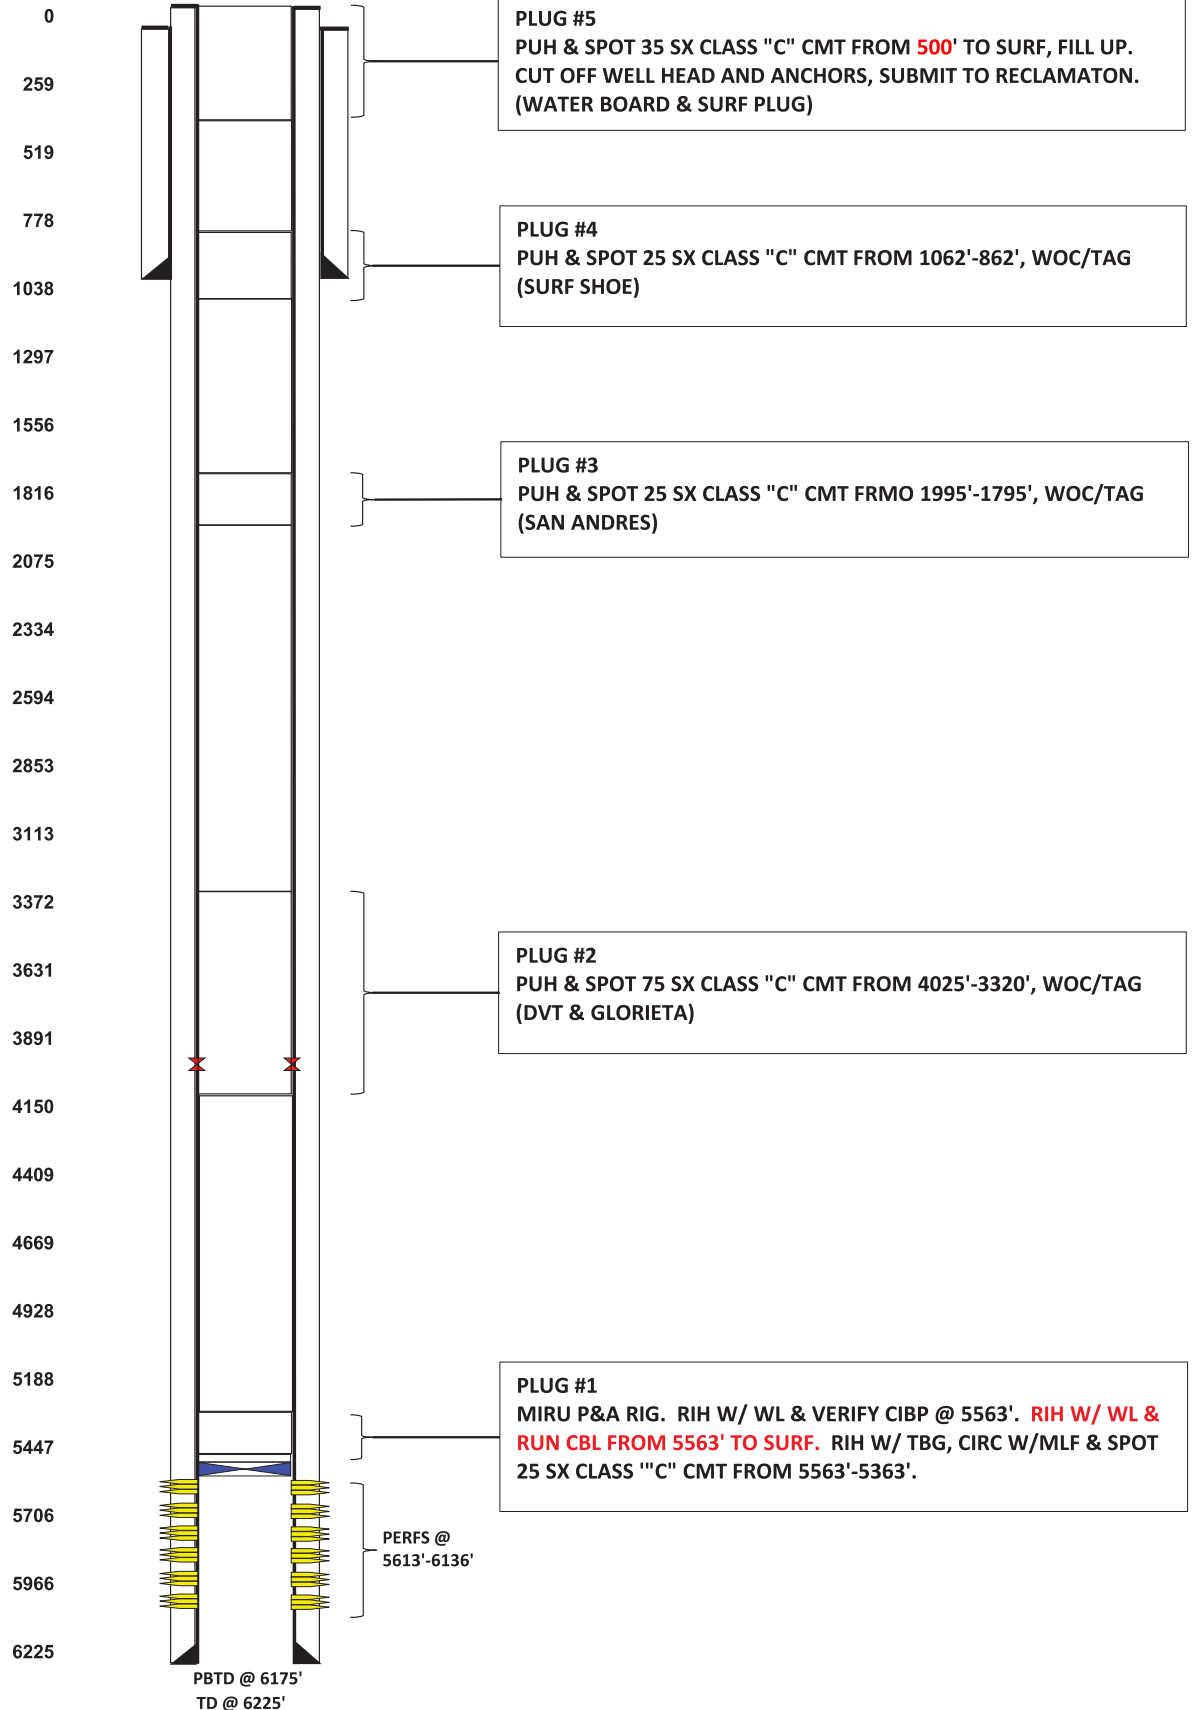 0
259
519
778
1038
1297
1556
1816
2075
2334
2594
2853
3113
3372
3631
3891
4150
4409
4669
4928
5188
5447
5706
5966
6225
PLUG #5
PUH & SPOT 35 SX CLASS "C" CMT FROM 500' TO SURF, FILL UP.
CUT OFF WELL HEAD AND ANCHORS, SUBMIT TO RECLAMATON.
(WATER BOARD & SURF PLUG)
PLUG #4
PUH & SPOT 25 SX CLASS "C" CMT FROM 1062'-862', WOC/TAG
(SURF SHOE)
PLUG #3
PUH & SPOT 25 SX CLASS "C" CMT FRMO 1995'-1795', WOC/TAG
(SAN ANDRES)
PLUG #2
PUH & SPOT 75 SX CLASS "C" CMT FROM 4025'-3320', WOC/TAG
(DVT & GLORIETA)
PLUG #1
MIRU P&A RIG. RIH W/ WL & VERIFY CIBP @ 5563'. RIH W/ WL &
RUN CBL FROM 5563' TO SURF. RIH W/ TBG, CIRC W/MLF & SPOT
25 SX CLASS '"C" CMT FROM 5563'-5363'.
PERFS @
5613'-6136'
PBTD @ 6175'
TD @ 6225'